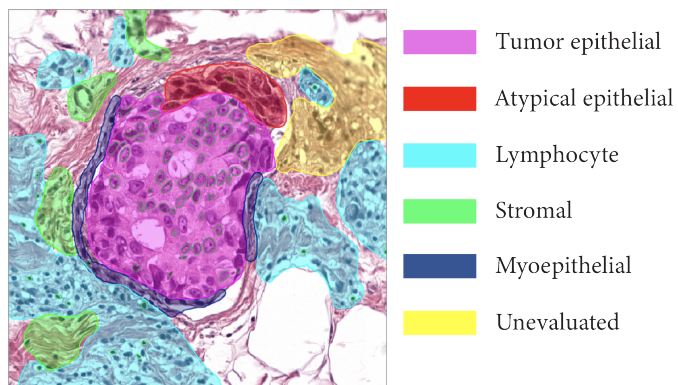 Tumor epithelial
Atypical epithelial
Lymphocyte
Stromal
Myoepithelial
Unevaluated